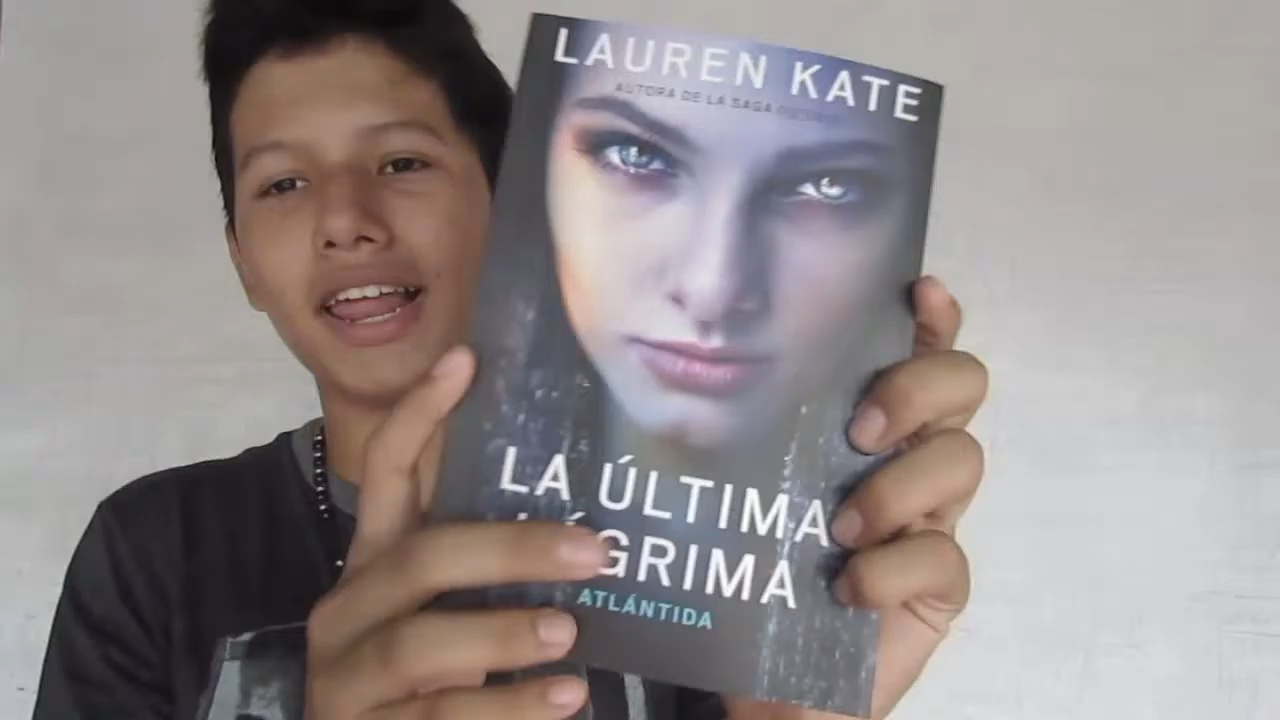 LAUREN KATE
AUTORA DE LA SAGA
LA ÚLTIMA
GRIMA
ATLÁNTIDA